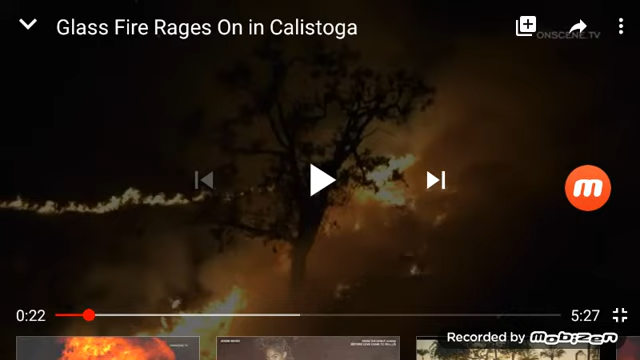 Glass Fire Rages On in Calistoga
ONSCENE.TV
m
0:22
5:27
Recorded by
mobizen